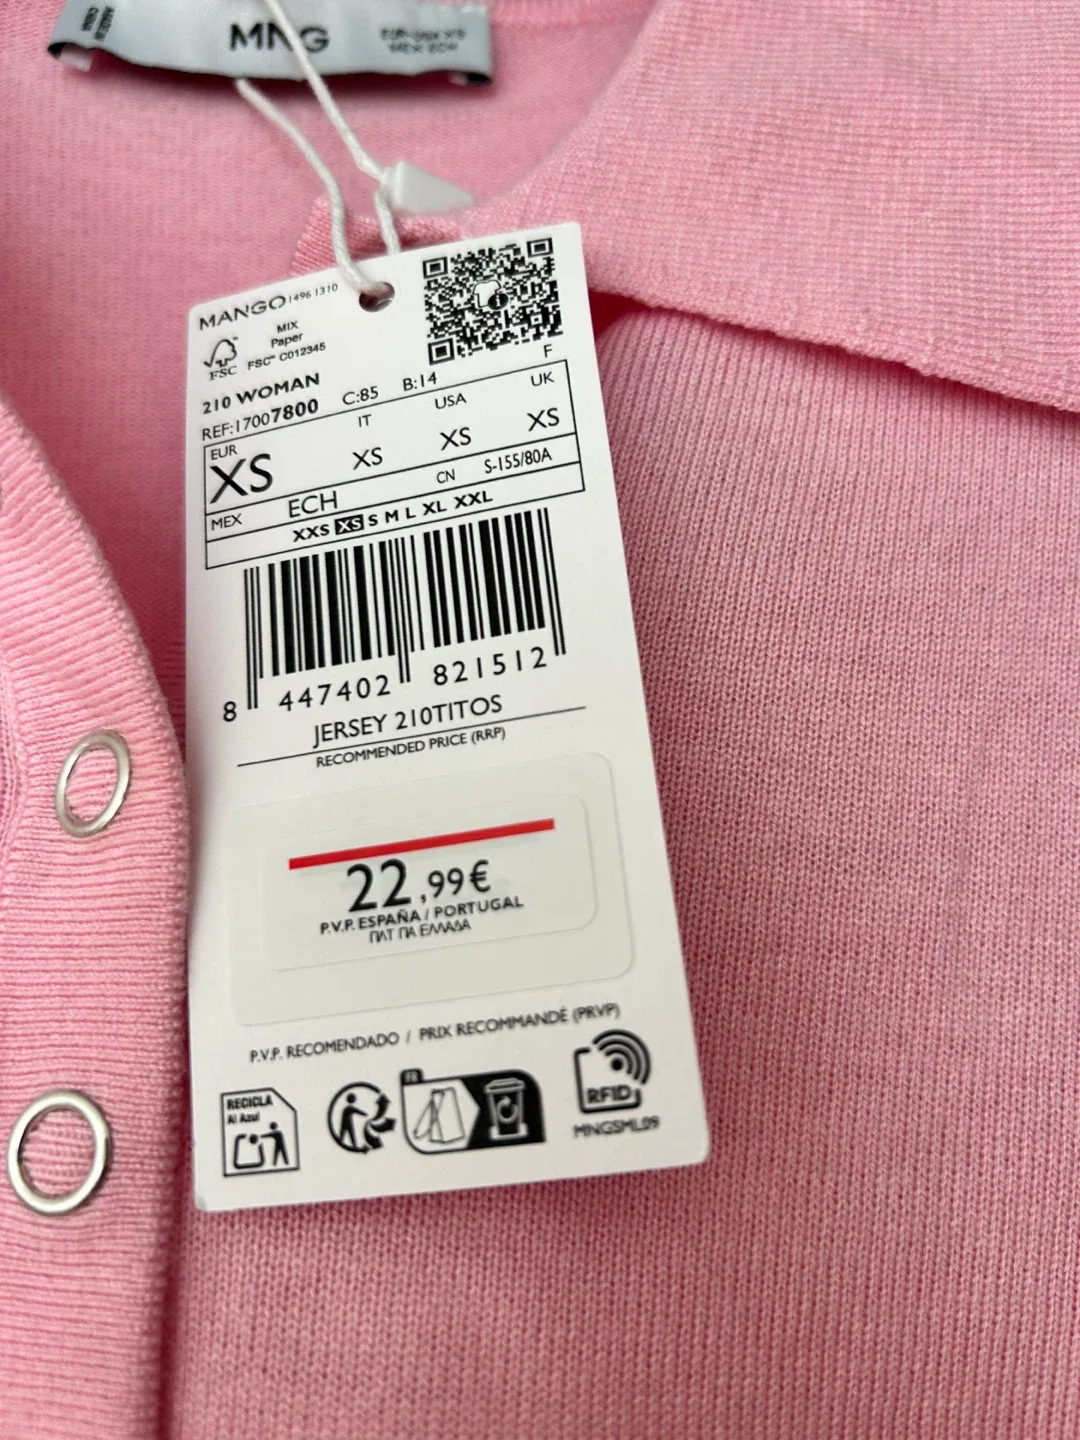 MNG
MANGO 1496 1310
MIX
Paper
FSC FSC® C012345
210 WOMAN
REF:17007800 C:85 B:14 F
EUR IT USA UK
XS XS XS XS
MEX ECH CN S-155/80A
XXS XS S M L XL XXL
8 447402 821512
JERSEY 210TITOS
RECOMMENDED PRICE (RRP)
22,99€
P.V.P. ESPAÑA / PORTUGAL
ΠΛΤ ΠΑ ΕΛΛΑΔΑ
P.V.P. RECOMENDADO / PRIX RECOMMANDÉ (PRVP)
RECICLA
Al Azul
FR
RFID
MNGSML09